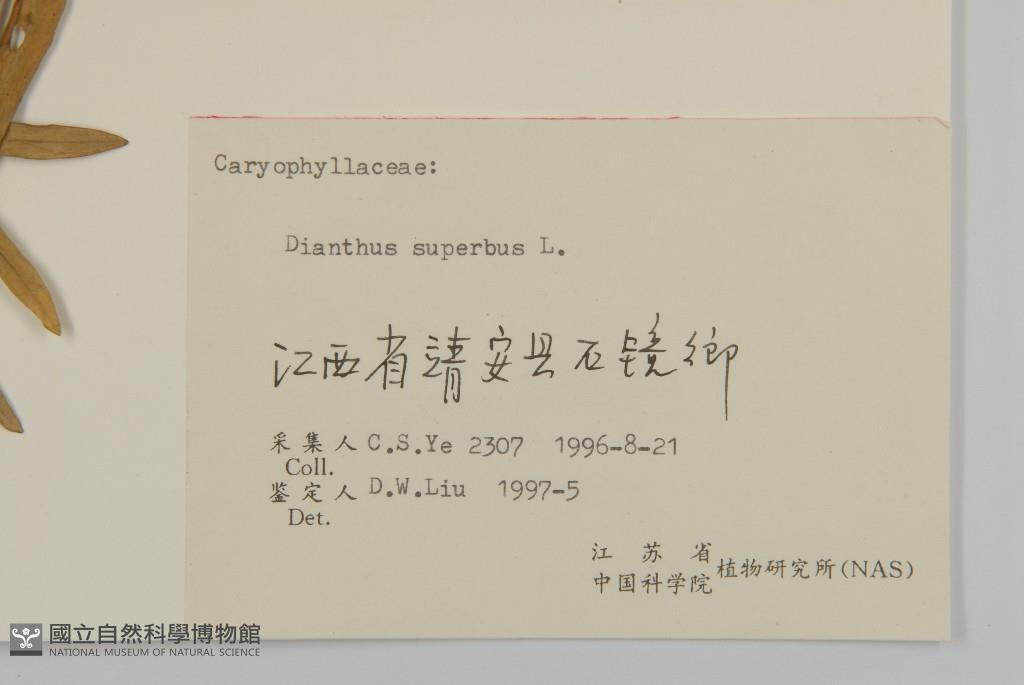 Caryophyllaceae:
Dianthus superbus L.
江西省靖安县石镜鄉
采集人 C.S.Ye 2307 1996-8-21
Coll.
鉴定人 D.W.Liu 1997-5
Det.
江苏省
中国科学院植物研究所(NAS)
國立自然科學博物館
NATIONAL MUSEUM OF NATURAL SCIENCE